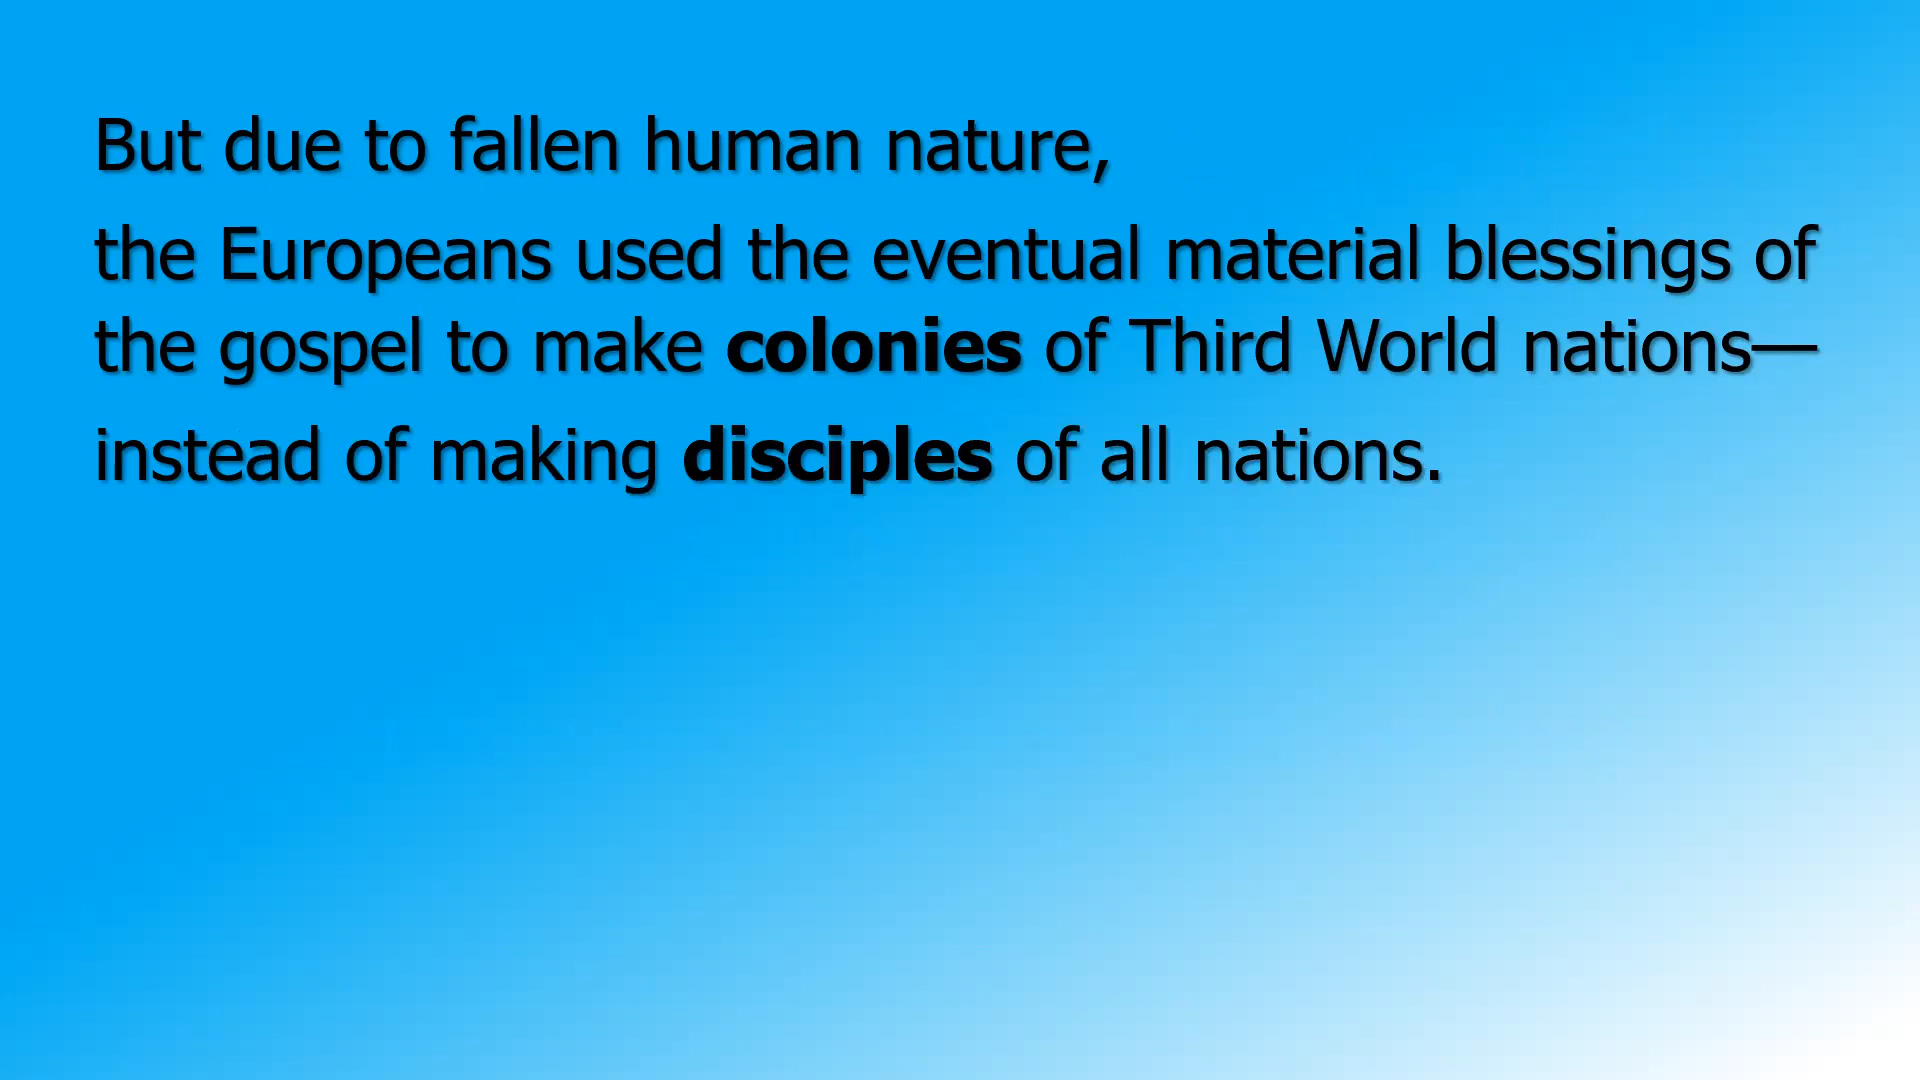 But due to fallen human nature,
the Europeans used the eventual material blessings of
the gospel to make colonies of Third World nations—
instead of making disciples of all nations.